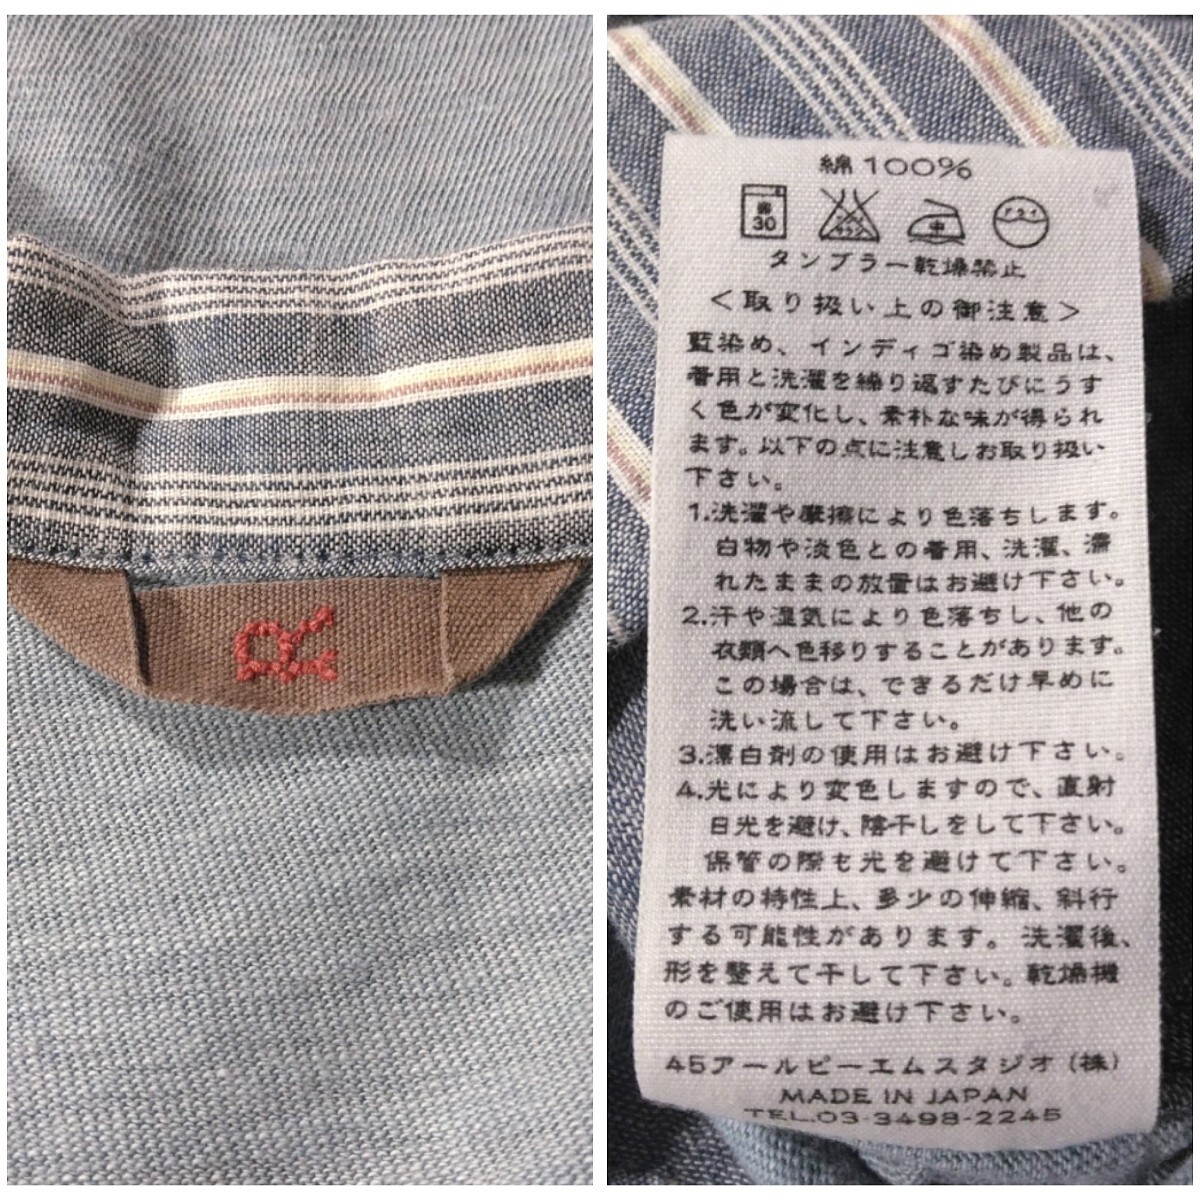 R
綿100%
弱
30
エンソ
サラシ
中
ドライ
タンブラー乾燥禁止
<取り扱い上の御注意>
藍染め、インディゴ染め製品は、
着用と洗濯を繰り返すたびにうす
く色が変化し、素朴な味が得られ
ます。以下の点に注意しお取り扱い
下さい。
1.洗濯や摩擦により色落ちします。
白物や淡色との着用、洗濯、濡
れたままの放置はお避け下さい。
2.汗や湿気により色落ちし、他の
衣類へ色移りすることがあります。
この場合は、できるだけ早めに
洗い流して下さい。
3.漂白剤の使用はお避け下さい。
4.光により変色しますので、直射
日光を避け、陰干しをして下さい。
保管の際も光を避けて下さい。
素材の特性上、多少の伸縮、斜行
する可能性があります。洗濯後、
形を整えて干して下さい。乾燥機
のご使用はお避け下さい。
45アールピーエムスタジオ(株)
MADE IN JAPAN
TEL.03-3498-2245